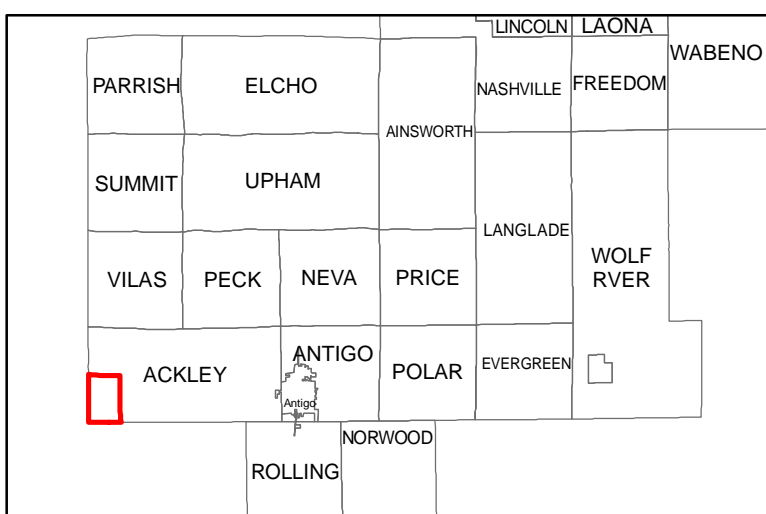 LINCOLN LAONA
WABENO
PARRISH ELCHO NASHVILLE FREEDOM
AINSWORTH
SUMMIT UPHAM
LANGLADE
WOLF
RVER
VILAS PECK NEVA PRICE
ANTIGO
ACKLEY POLAR EVERGREEN
Antigo
NORWOOD
ROLLING